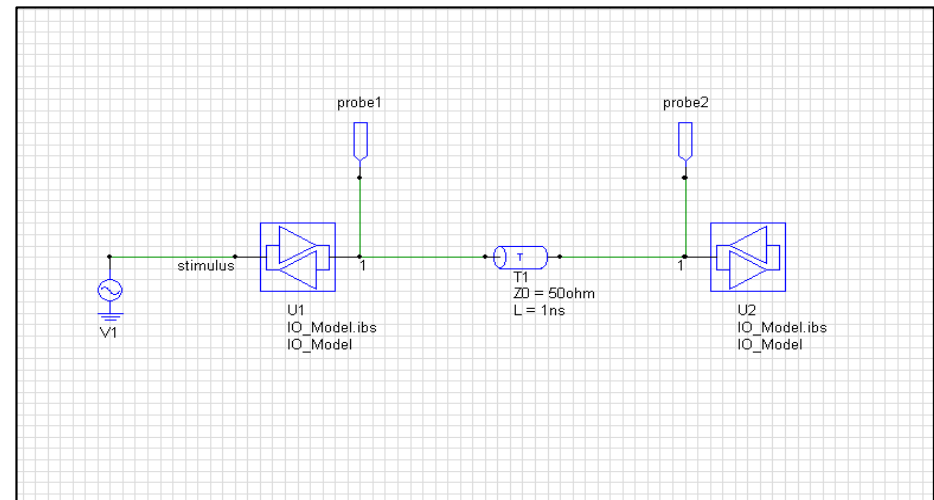 probe1
probe2
stimulus
1
1
V1
U1
IO_Model.ibs
IO_Model
T
T1
Z0 = 50ohm
L = 1ns
U2
IO_Model.ibs
IO_Model